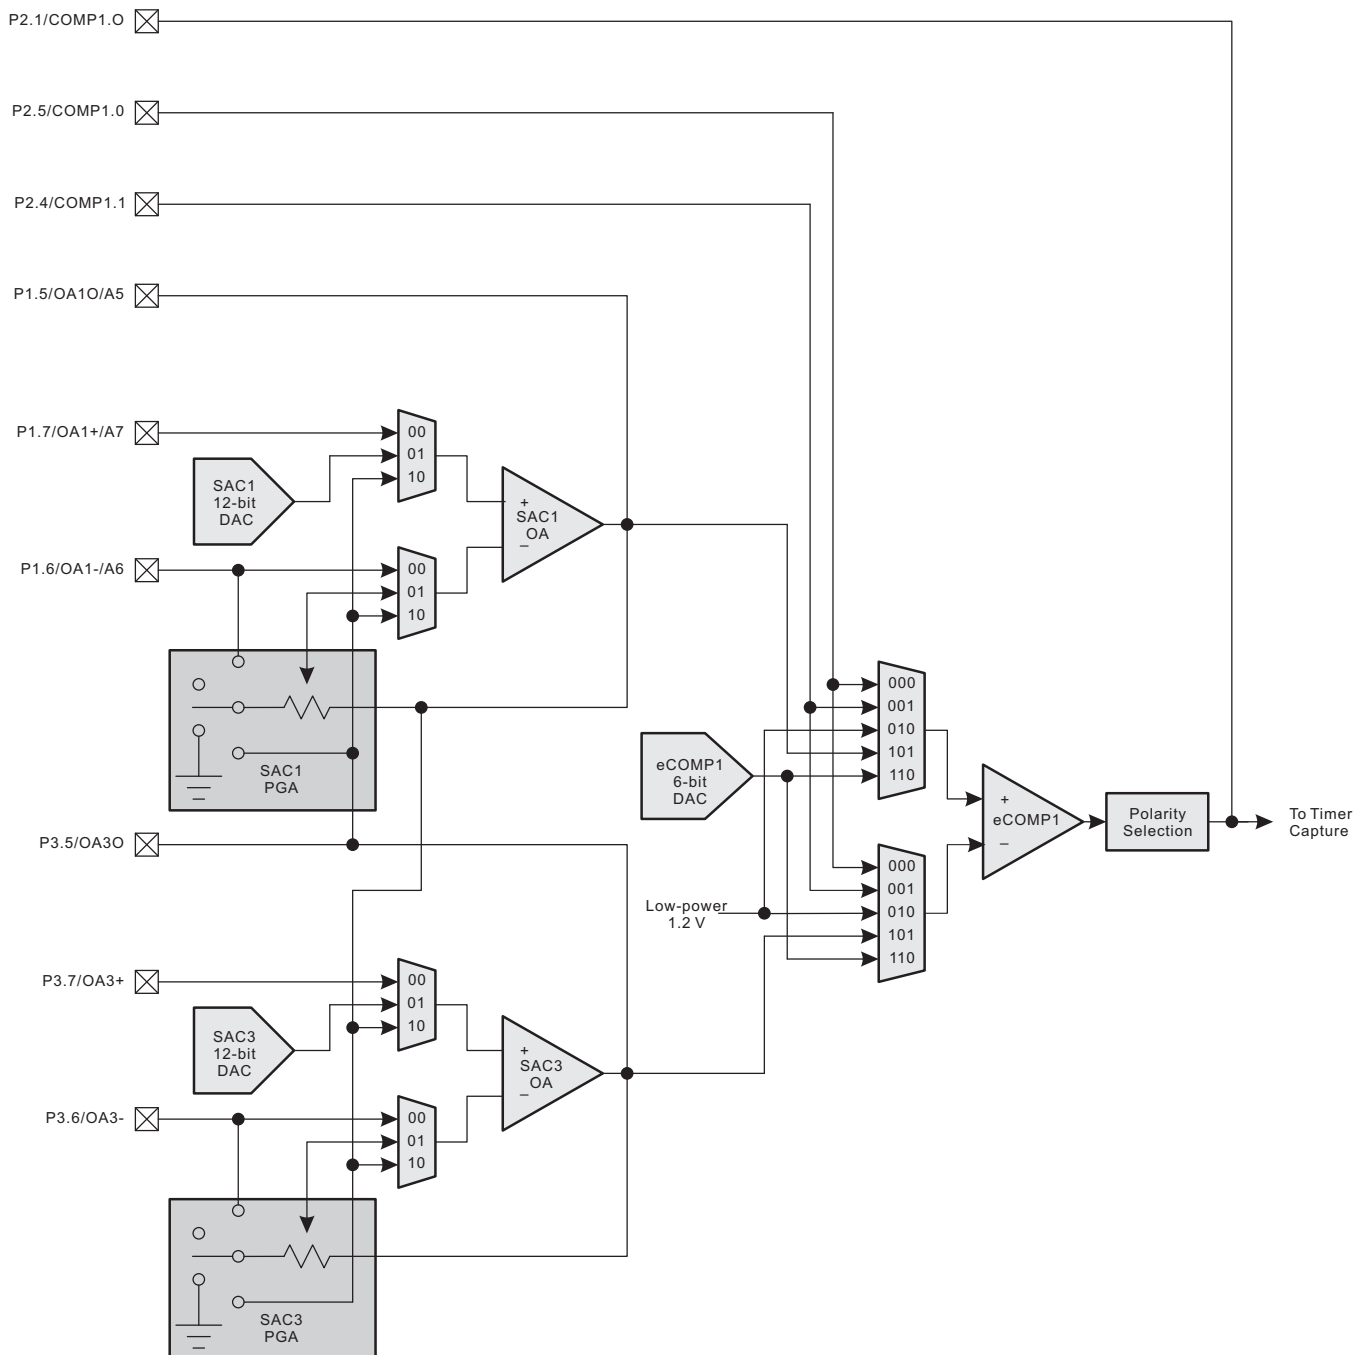 P2.1/COMP1.O
P2.5/COMP1.0
P2.4/COMP1.1
P1.5/OA1O/A5
P1.7/OA1+/A7
00
01
10
SAC1
12-bit
DAC
+
SAC1
OA
–
P1.6/OA1-/A6
00
01
10
SAC1
PGA
000
001
010
101
110
eCOMP1
6-bit
DAC
+
eCOMP1
–
Polarity
Selection
To Timer
Capture
P3.5/OA3O
000
001
010
101
110
Low-power
1.2 V
P3.7/OA3+
00
01
10
SAC3
12-bit
DAC
+
SAC3
OA
–
P3.6/OA3-
00
01
10
SAC3
PGA